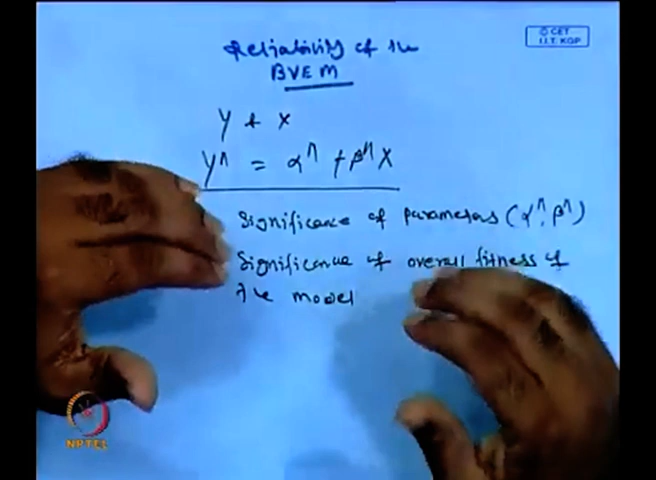 © CET
I.I.T. KGP
Reliability of the
BVEM
Y & X
Y^ = α^ + β^ X
Significance of parameters (α^, β^)
Significance of overall fitness of
the model
NPTEL